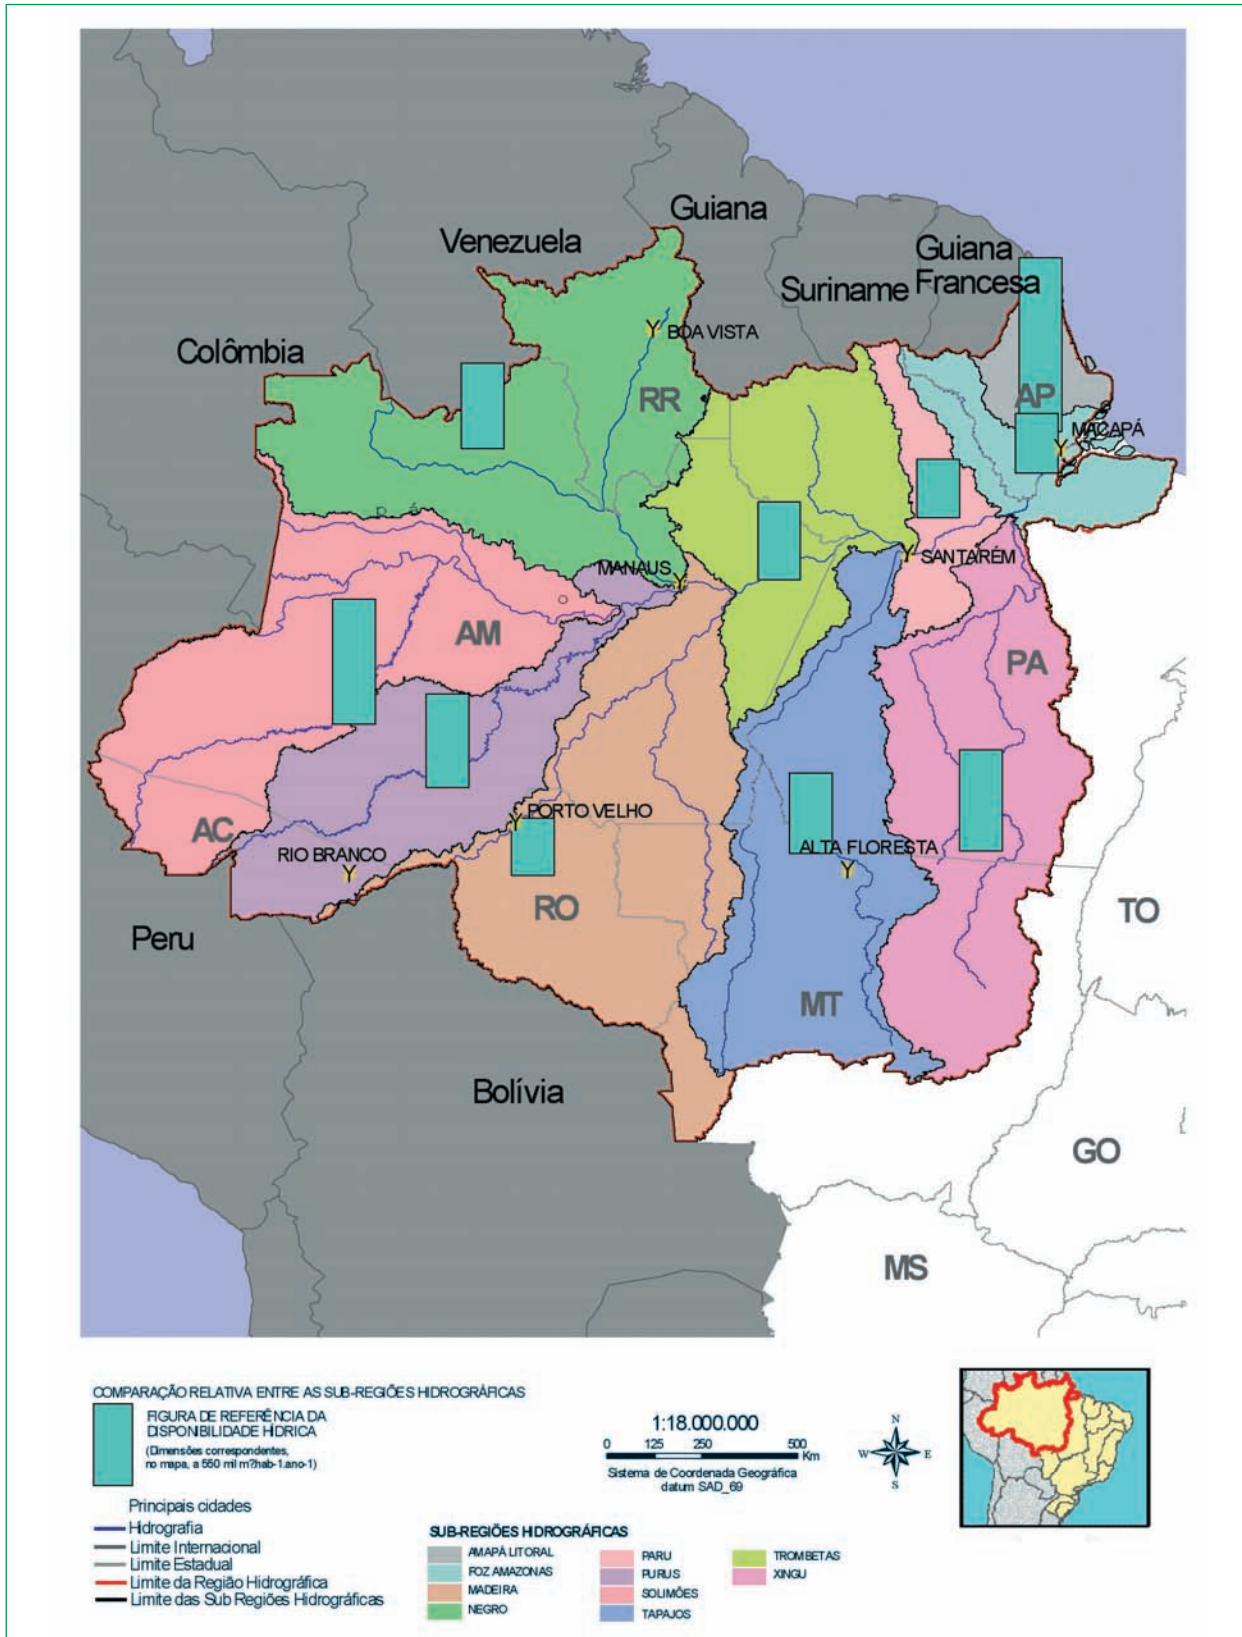 Guiana
Venezuela
Guiana
Francesa
Suriname
Colômbia
BOA VISTA
RR
AP
MACAPÁ
p á
MANAUS
SANTARÉM
AM
PA
AC
PORTO VELHO
RIO BRANCO
ALTA FLORESTA
RO
TO
Peru
MT
Bolívia
GO
MS
COMPARAÇÃO RELATIVA ENTRE AS SUB-REGIÕES HIDROGRÁFICAS
FIGURA DE REFERÊNCIA DA
DISPONIBILIDADE HÍDRICA
(Dimensões correspondentes,
no mapa, a 550 mil m?hab-1.ano-1)
Principais cidades
Hidrografia
Limite Internacional
Limite Estadual
Limite da Região Hidrográfica
Limite das Sub Regiões Hidrográficas
1:18.000.000
0 125 250 500
Km
Sistema de Coordenada Geográfica
datum SAD_69
N
W E
S
SUB-REGIÕES HIDROGRÁFICAS
AMAPÁ LITORAL
FOZ AMAZONAS
MADEIRA
NEGRO
PARU
PURUS
SOLIMÕES
TAPAJOS
TROMBETAS
XINGU